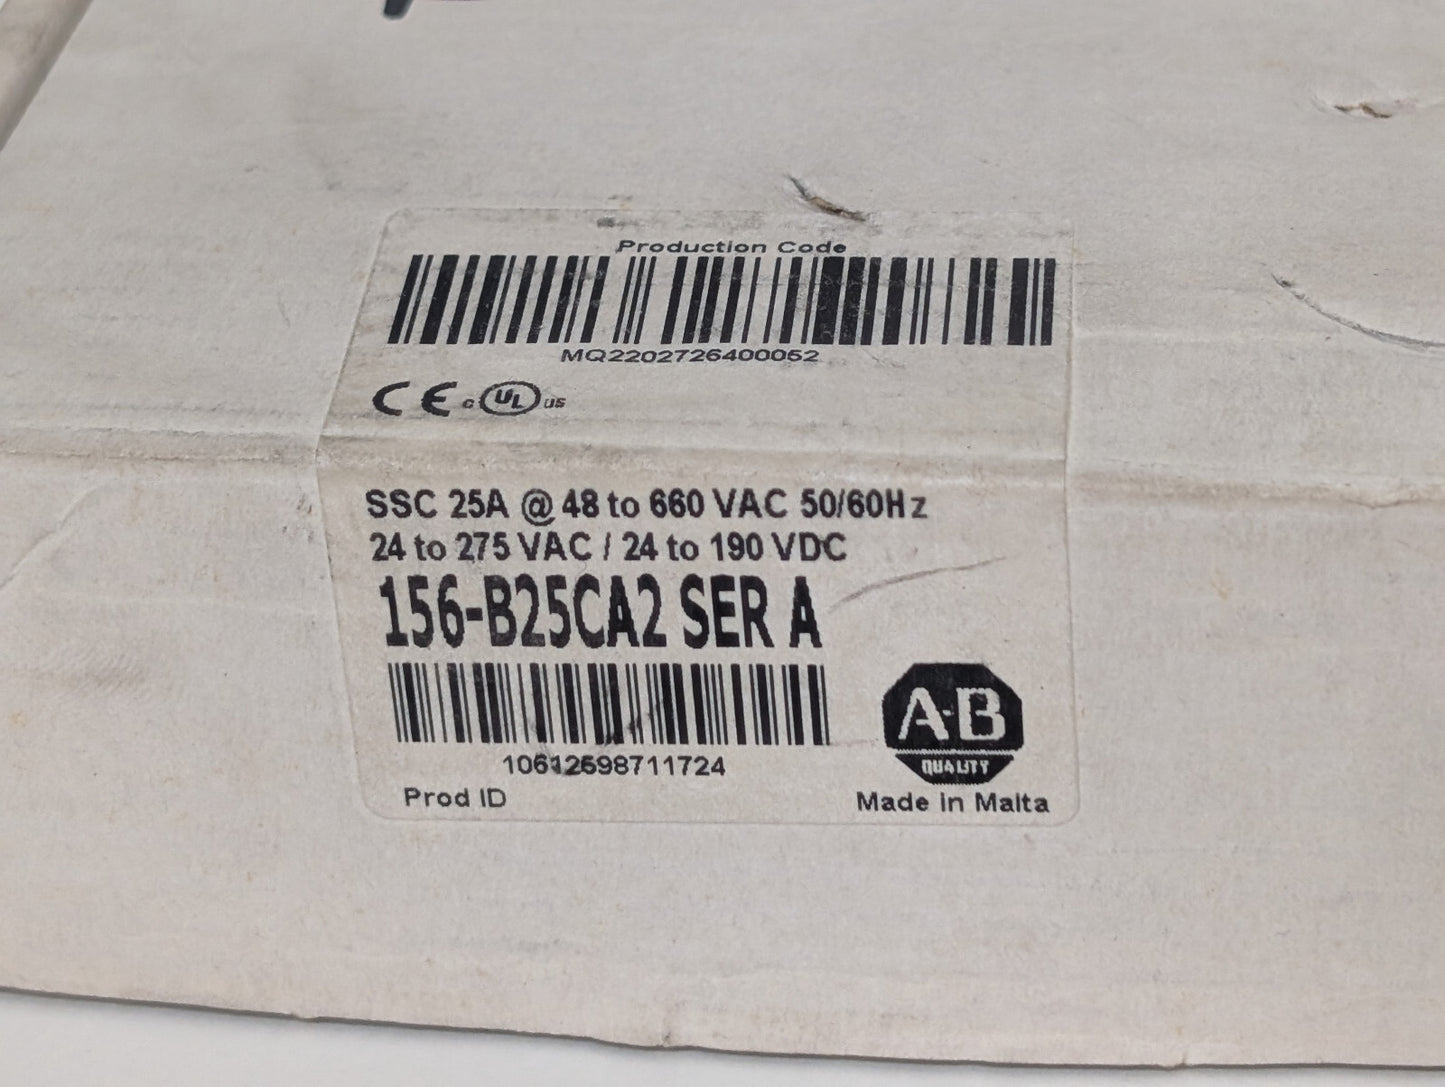 Production Code
MQ2202726400052
CE c UL us
SSC 25A @ 48 to 660 VAC 50/60Hz
24 to 275 VAC / 24 to 190 VDC
156-B25CA2 SER A
10612598711724
A-B
QUALITY
Prod ID
Made in Malta